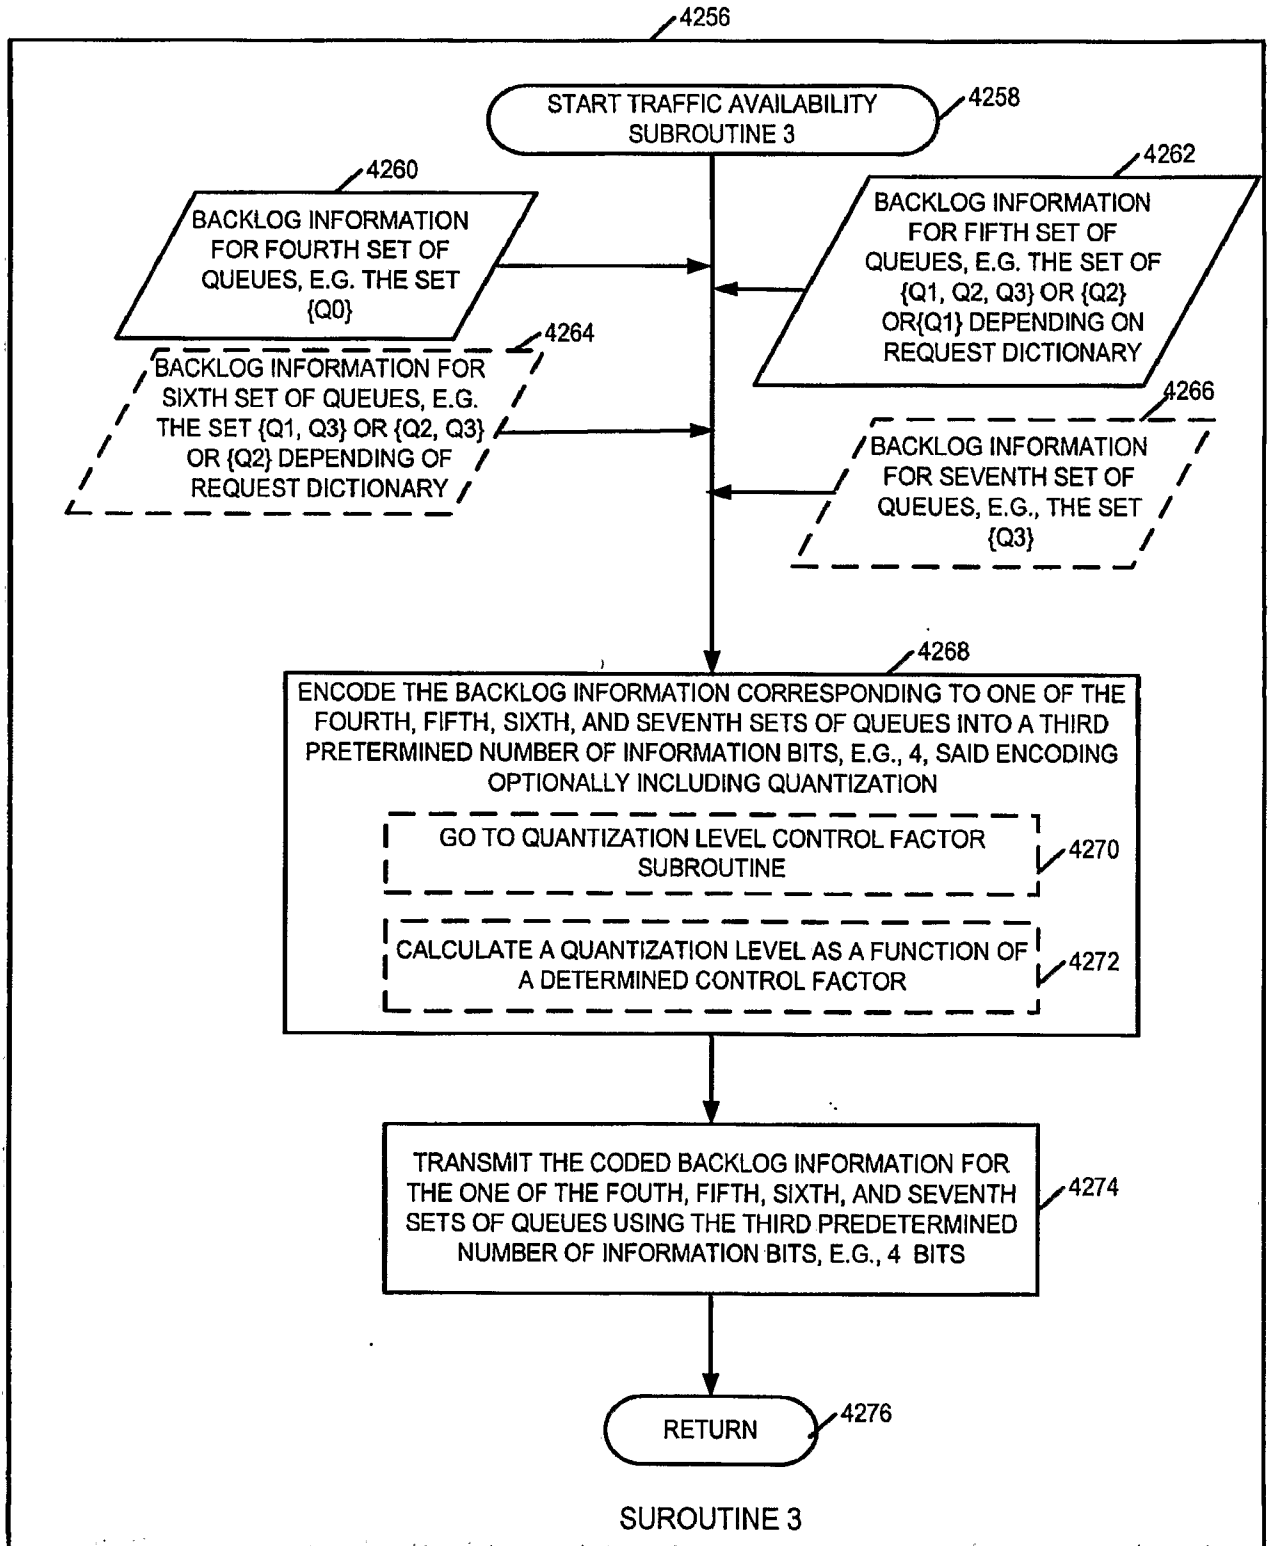 4256
START TRAFFIC AVAILABILITY
SUBROUTINE 3
4258
4260
BACKLOG INFORMATION
FOR FOURTH SET OF
QUEUES, E.G. THE SET
{Q0}
4262
BACKLOG INFORMATION
FOR FIFTH SET OF
QUEUES, E.G. THE SET OF
{Q1, Q2, Q3} OR {Q2}
OR{Q1} DEPENDING ON
REQUEST DICTIONARY
4264
BACKLOG INFORMATION FOR
SIXTH SET OF QUEUES, E.G.
THE SET {Q1, Q3} OR {Q2, Q3}
OR {Q2} DEPENDING OF
REQUEST DICTIONARY
4266
BACKLOG INFORMATION
FOR SEVENTH SET OF
QUEUES, E.G., THE SET
{Q3}
4268
ENCODE THE BACKLOG INFORMATION CORRESPONDING TO ONE OF THE
FOURTH, FIFTH, SIXTH, AND SEVENTH SETS OF QUEUES INTO A THIRD
PRETERMINED NUMBER OF INFORMATION BITS, E.G., 4, SAID ENCODING
OPTIONALLY INCLUDING QUANTIZATION
GO TO QUANTIZATION LEVEL CONTROL FACTOR
SUBROUTINE
4270
CALCULATE A QUANTIZATION LEVEL AS A FUNCTION OF
A DETERMINED CONTROL FACTOR
4272
TRANSMIT THE CODED BACKLOG INFORMATION FOR
THE ONE OF THE FOUTH, FIFTH, SIXTH, AND SEVENTH
SETS OF QUEUES USING THE THIRD PREDETERMINED
NUMBER OF INFORMATION BITS, E.G., 4 BITS
4274
RETURN
4276
SUROUTINE 3